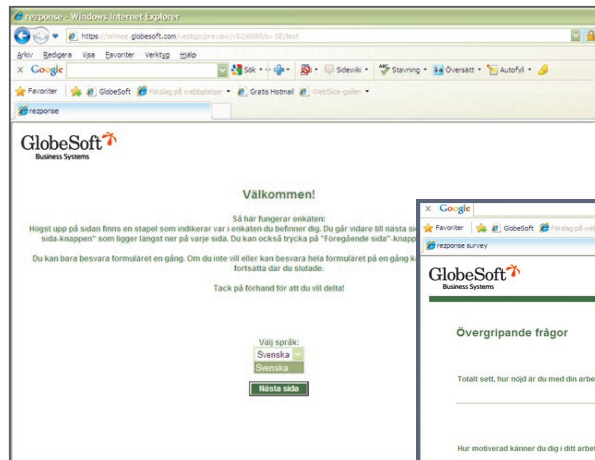 rezponse - Windows Internet Explorer
https://telinee.globesoft.com/vestigo/preview/v02/6080/sv-SE/test
Arkiv Redigera Visa Favoriter Verktyg Hjälp
x Google Sök Sidewiki Stavning Översatt Autofyll
Favoriter GlobeSoft Förslag på webbplatser Gratis Hotmail WebSlice-galleri
rezponse
GlobeSoft
Business Systems
Välkommen!
Så här fungerar enkäten:
Högst upp på sidan finns en stapel som indikerar var i enkäten du befinner dig. Du går vidare till nästa si
sida-knappen" som ligger längst ner på varje sida. Du kan också trycka på "Föregående sida"-knapp
Du kan bara besvara formuläret en gång. Om du inte vill eller kan besvara hela formuläret på en gång k
fortsätta där du slutade.
Tack på förhand för att du vill delta!
Välj språk:
Svenska
Svenska
Nästa sida
x Google
Favoriter GlobeSoft Förslag på web
rezponse survey
GlobeSoft
Business Systems
Övergripande frågor
Totalt sett, hur nöjd är du med din arbe
Hur motiverad känner du dig i ditt arbet